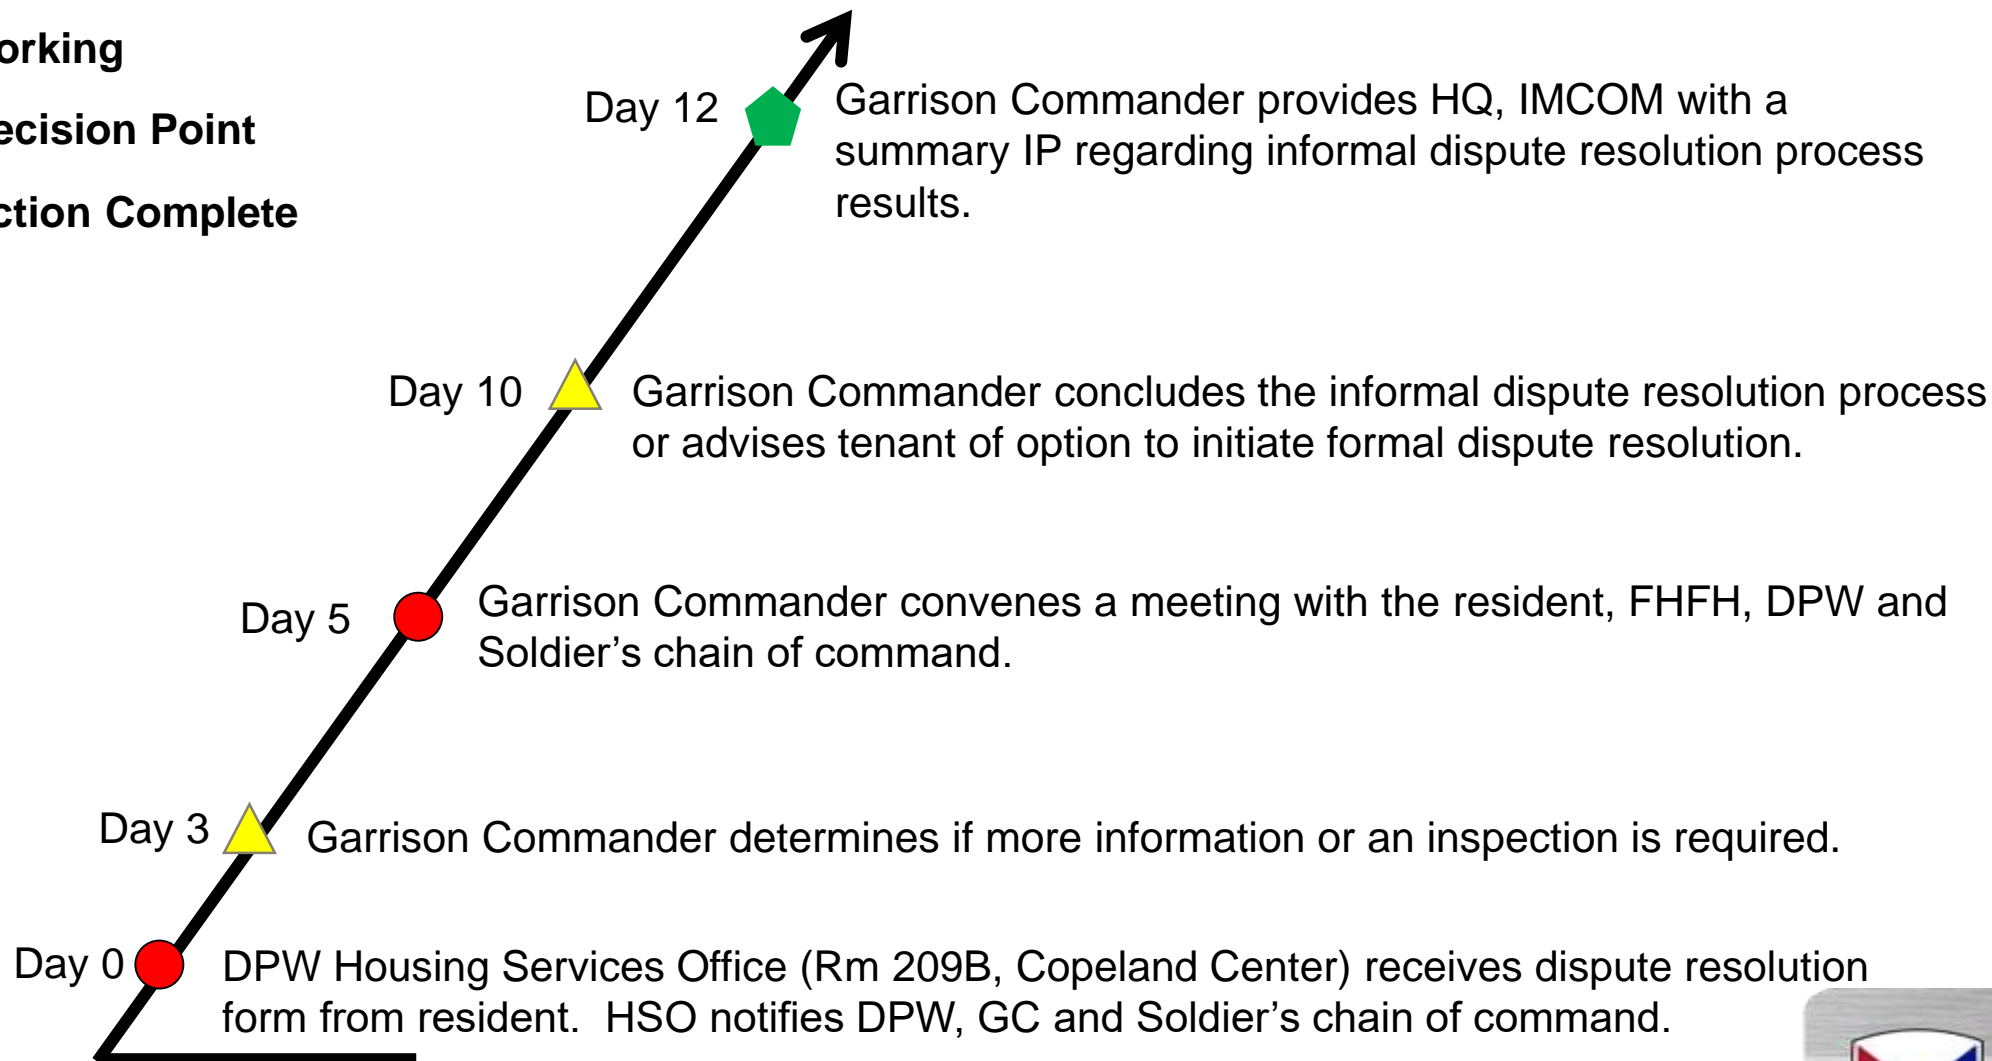 orking
ecision Point
ction Complete
Day 12
Garrison Commander provides HQ, IMCOM with a
summary IP regarding informal dispute resolution process
results.
Day 10
Garrison Commander concludes the informal dispute resolution process
or advises tenant of option to initiate formal dispute resolution.
Day 5
Garrison Commander convenes a meeting with the resident, FHFH, DPW and
Soldier’s chain of command.
Day 3
Garrison Commander determines if more information or an inspection is required.
Day 0
DPW Housing Services Office (Rm 209B, Copeland Center) receives dispute resolution
form from resident.  HSO notifies DPW, GC and Soldier’s chain of command.